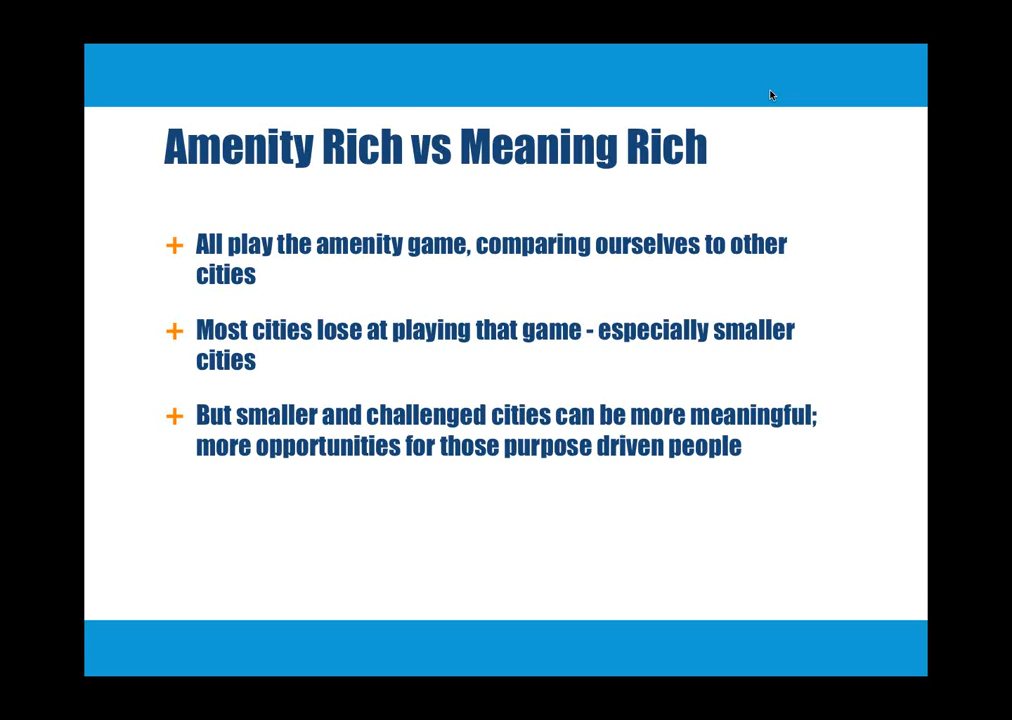 Amenity Rich vs Meaning Rich
+ All play the amenity game, comparing ourselves to other
cities
+ Most cities lose at playing that game - especially smaller
cities
+ But smaller and challenged cities can be more meaningful;
more opportunities for those purpose driven people